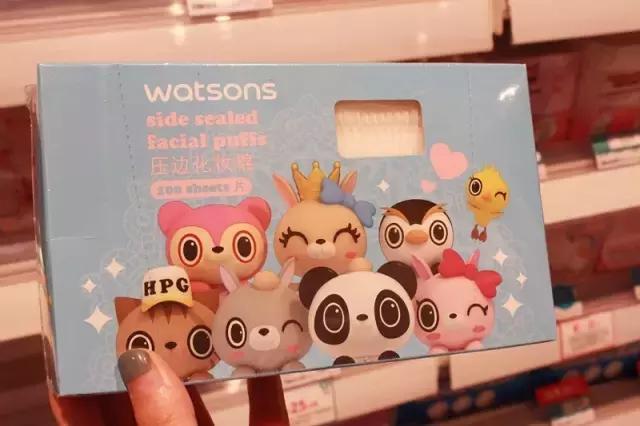 watsons
side sealed
facial puffs
压边化妆棉
200 sheets 片
HPG